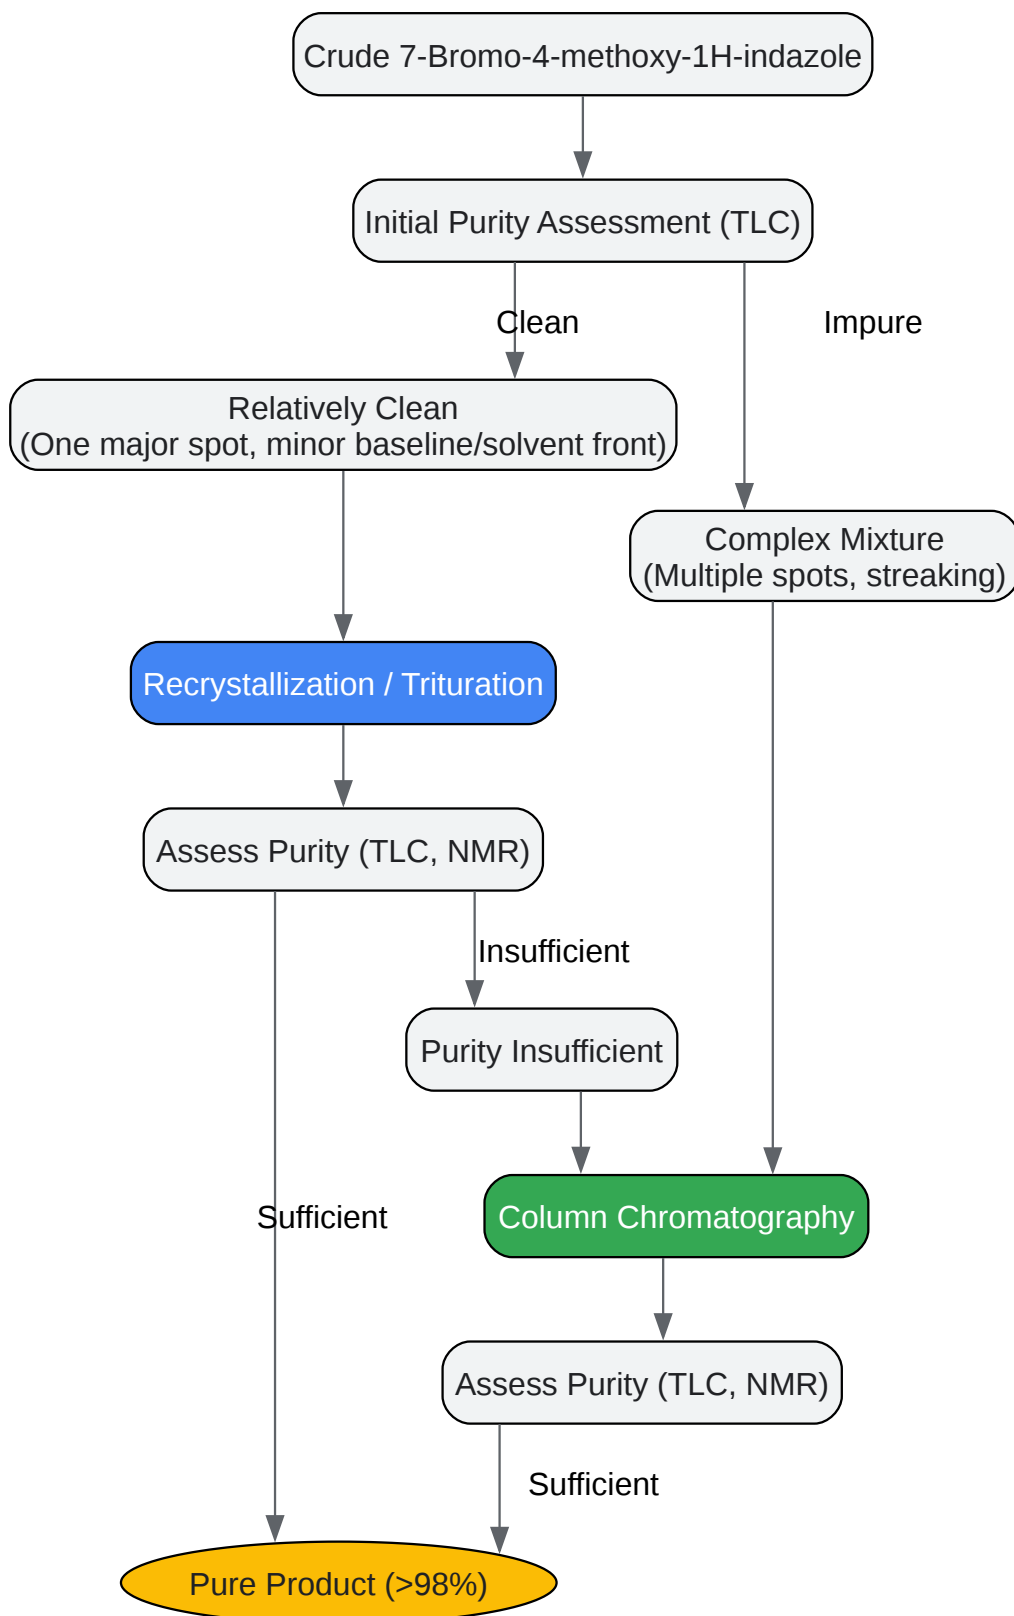 Crude 7-Bromo-4-methoxy-1H-indazole
Initial Purity Assessment (TLC)
Clean
Impure
Relatively Clean
(One major spot, minor baseline/solvent front)
Complex Mixture
(Multiple spots, streaking)
Recrystallization / Trituration
Assess Purity (TLC, NMR)
Insufficient
Purity Insufficient
Sufficient
Column Chromatography
Assess Purity (TLC, NMR)
Sufficient
Pure Product (>98%)